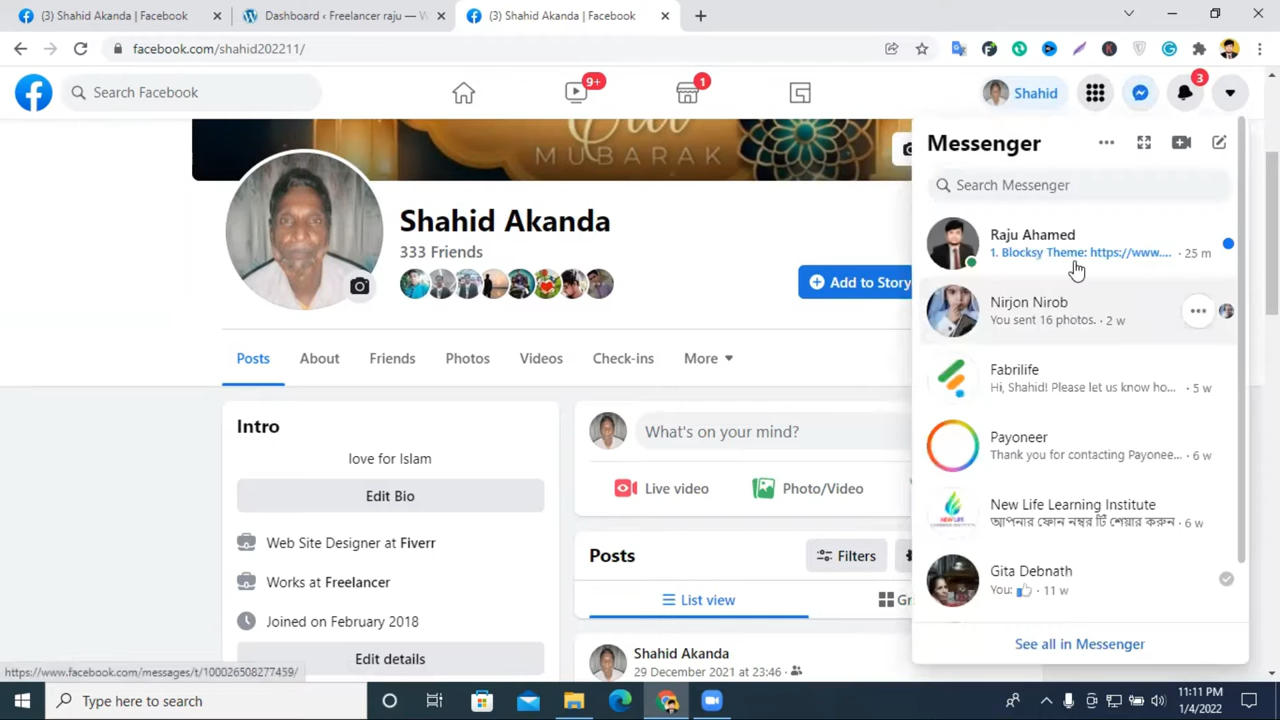 (3) Shahid Akanda | Facebook
Dashboard ‹ Freelancer raju — W
(3) Shahid Akanda | Facebook
facebook.com/shahid202211/
Search Facebook
9+
1
Shahid
3
MUBARAK
Messenger
Search Messenger
Shahid Akanda
333 Friends
Add to Story
Raju Ahamed
1. Blocksy Theme: https://www.... · 25 m
Nirjon Nirob
You sent 16 photos. · 2 w
Posts
About
Friends
Photos
Videos
Check-ins
More
Fabrilife
Hi, Shahid! Please let us know ho... · 5 w
Intro
love for Islam
Edit Bio
What's on your mind?
Live video
Photo/Video
Payoneer
Thank you for contacting Payonee... · 6 w
New Life Learning Institute
আপনার ফোন নম্বর টি শেয়ার করুন · 6 w
Web Site Designer at Fiverr
Works at Freelancer
Joined on February 2018
Edit details
Posts
Filters
List view
Gr
Gita Debnath
You: 👍 · 11 w
See all in Messenger
Shahid Akanda
29 December 2021 at 23:46 ·
https://www.facebook.com/messages/t/100026508277459/
Type here to search
11:11 PM
1/4/2022